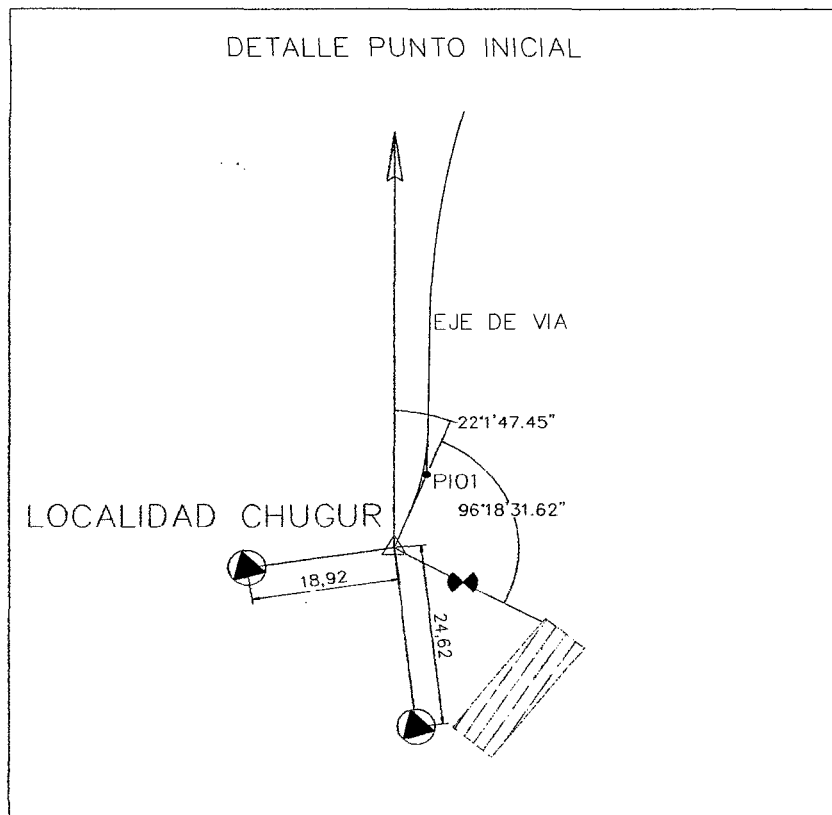 DETALLE PUNTO INICIAL
EJE DE VIA
22°1'47.45"
PI01
96°18'31.62"
LOCALIDAD CHUGUR
18,92
24,62